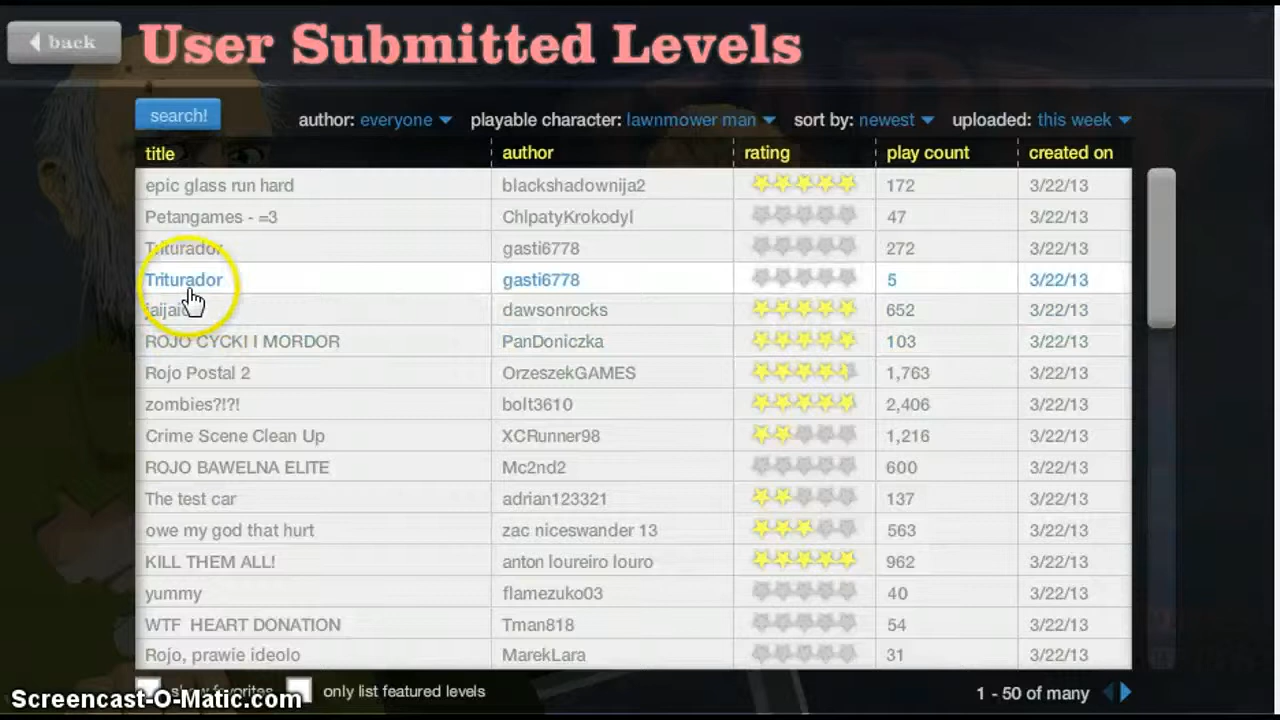 back
User Submitted Levels
search! author: everyone playable character: lawnmower man sort by: newest uploaded: this week
title author rating play count created on
epic glass run hard blackshadownija2 172 3/22/13
Petangames - =3 ChlpatyKrokodyl 47 3/22/13
Triturador gasti6778 272 3/22/13
Triturador gasti6778 5 3/22/13
dawsonrocks 652 3/22/13
ROJO CYCKI I MORDOR PanDoniczka 103 3/22/13
Rojo Postal 2 OrzeszekGAMES 1,763 3/22/13
zombies?!?! bolt3610 2,406 3/22/13
Crime Scene Clean Up XCRunner98 1,216 3/22/13
ROJO BAWELNA ELITE Mc2nd2 600 3/22/13
The test car adrian123321 137 3/22/13
owe my god that hurt zac niceswander 13 563 3/22/13
KILL THEM ALL! anton loureiro louro 962 3/22/13
yummy flamezuko03 40 3/22/13
WTF HEART DONATION Tman818 54 3/22/13
Rojo, prawie ideolo MarekLara 31 3/22/13
favorites only list featured levels 1 - 50 of many
Screencast-O-Matic.com